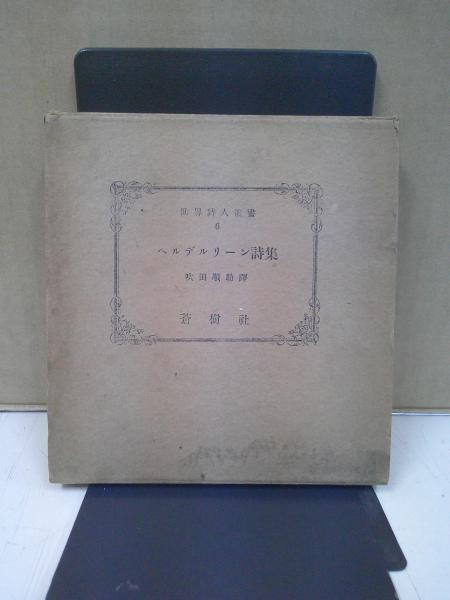 世界詩人叢書
6
ヘルデルリーン詩集
吹田順助譯
蒼樹社